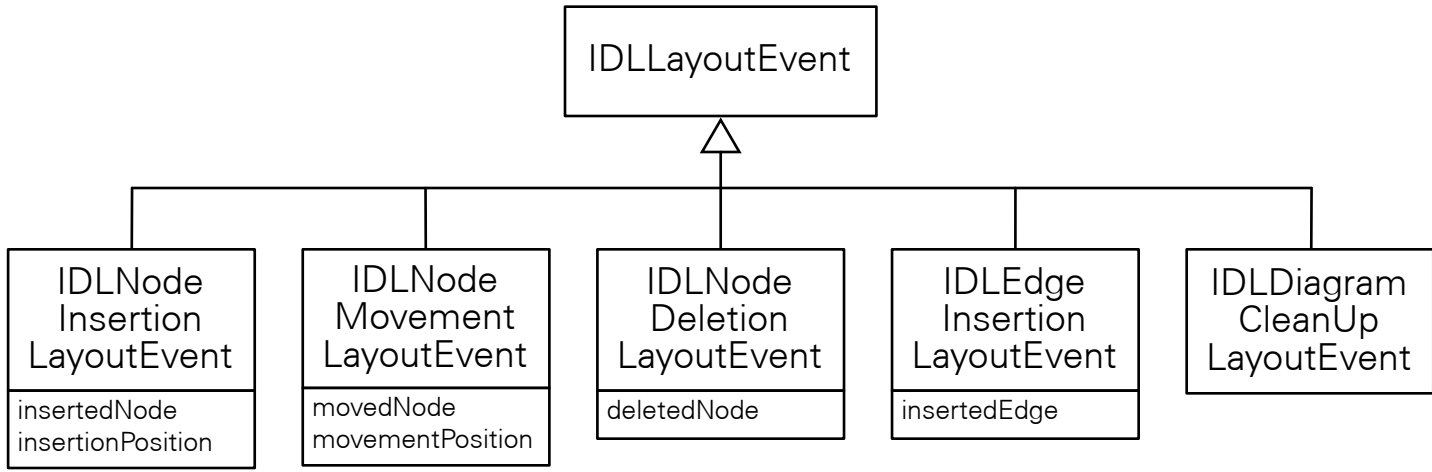 IDLLayoutEvent
IDLNode
Insertion
LayoutEvent
insertedNode
insertionPosition
IDLNode
Movement
LayoutEvent
movedNode
movementPosition
IDLNode
Deletion
LayoutEvent
deletedNode
IDLEdge
Insertion
LayoutEvent
insertedEdge
IDLDiagram
CleanUp
LayoutEvent